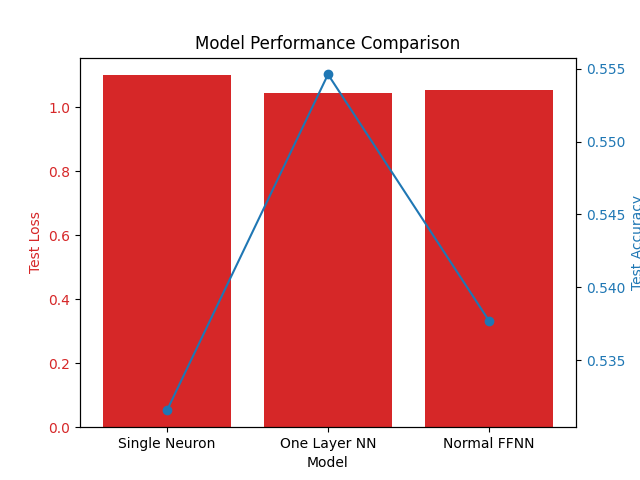 Model Performance Comparison
1.0
0.8
0.6
0.4
0.2
0.0
Test Loss
0.555
0.550
0.545
0.540
0.535
Test Accuracy
Single Neuron One Layer NN Normal FFNN
Model